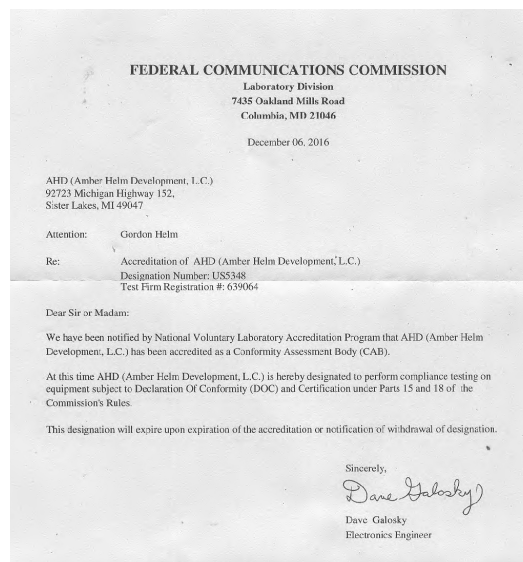 FEDERAL COMMUNICATIONS COMMISSION
Laboratory Division
7435 Oakland Mills Road
Columbia, MD 21046
December 06, 2016
AHD (Amber Helm Development, L.C.)
92723 Michigan Highway 152,
Sister Lakes, MI 49047
Attention: Gordon Helm
Re: Accreditation of AHD (Amber Helm Development, L.C.)
Designation Number: US5348
Test Firm Registration #: 639064
Dear Sir or Madam:
We have been notified by National Voluntary Laboratory Accreditation Program that AHD (Amber Helm
Development, L.C.) has been accredited as a Conformity Assessment Body (CAB).
At this time AHD (Amber Helm Development, L.C.) is hereby designated to perform compliance testing on
equipment subject to Declaration Of Conformity (DOC) and Certification under Parts 15 and 18 of the
Commission's Rules.
This designation will expire upon expiration of the accreditation or notification of withdrawal of designation.
Sincerely,
Dave Galosky
Dave Galosky
Electronics Engineer